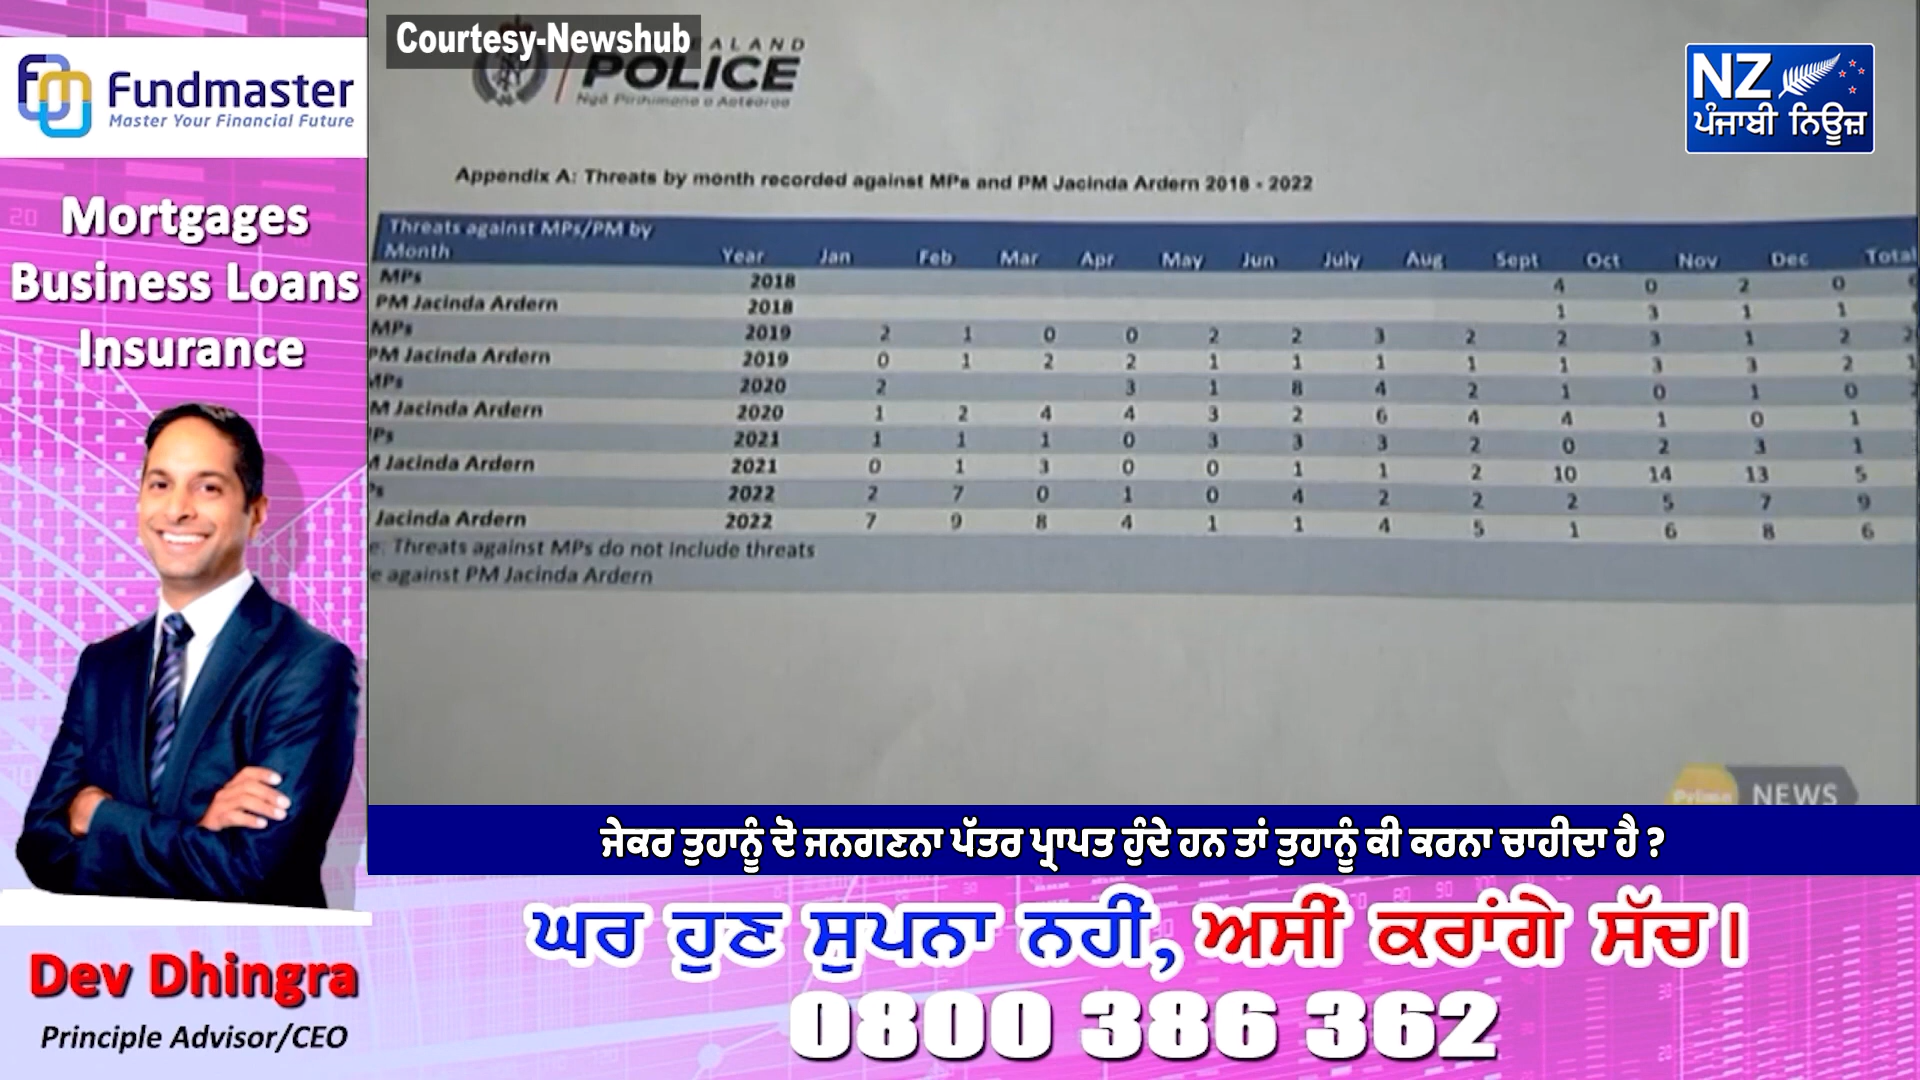 Fundmaster
Master Your Financial Future
Mortgages
Business Loans
Insurance
Dev Dhingra
Principle Advisor/CEO
Courtesy-Newshub
ALAND
POLICE
Ngā Pirihimana o Aotearoa
NZ
ਪੰਜਾਬੀ ਨਿਊਜ਼
Appendix A: Threats by month recorded against MPs and PM Jacinda Ardern 2018 - 2022
Threats against MPs/PM by
Month Year Jan Feb Mar Apr May Jun July Aug Sept Oct Nov Dec Total
MPs 2018 4 0 2 0
PM Jacinda Ardern 2018 1 3 1 1
MPs 2019 2 1 0 0 2 2 3 2 2 3 1 2
PM Jacinda Ardern 2019 0 1 2 2 1 1 1 1 1 3 3 2
MPs 2020 2 3 1 8 4 2 1 0 1 0
M Jacinda Ardern 2020 1 2 4 4 3 2 6 4 4 1 0 1
Ps 2021 1 1 1 0 3 3 3 2 0 2 3 1
Jacinda Ardern 2021 0 1 3 0 0 1 1 2 10 14 13 5
s 2022 2 7 0 1 0 4 2 2 2 5 7 9
Jacinda Ardern 2022 7 9 8 4 1 1 4 5 1 6 8 6
e: Threats against MPs do not include threats
e against PM Jacinda Ardern
Prime NEWS
ਜੇਕਰ ਤੁਹਾਨੂੰ ਦੋ ਜਨਗਣਨਾ ਪੱਤਰ ਪ੍ਰਾਪਤ ਹੁੰਦੇ ਹਨ ਤਾਂ ਤੁਹਾਨੂੰ ਕੀ ਕਰਨਾ ਚਾਹੀਦਾ ਹੈ ?
ਘਰ ਹੁਣ ਸੁਪਨਾ ਨਹੀਂ, ਅਸੀਂ ਕਰਾਂਗੇ ਸੱਚ।
0800 386 362